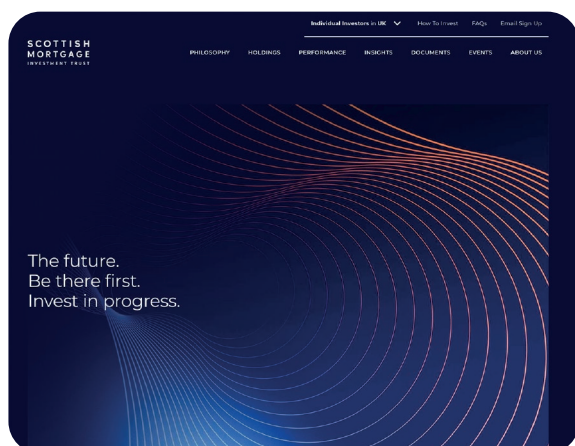 Individual Investors in UK How To Invest FAQs Email Sign Up
SCOTTISH
MORTGAGE
INVESTMENT TRUST
PHILOSOPHY HOLDINGS PERFORMANCE INSIGHTS DOCUMENTS EVENTS ABOUT US
The future.
Be there first.
Invest in progress.